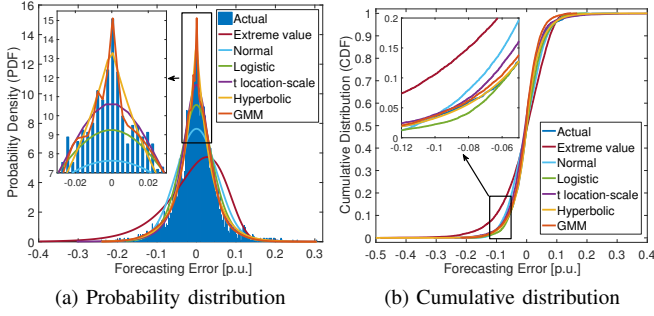 16
14
12
10
8
6
4
2
0
Probability Density (PDF)
15
14
13
12
11
10
9
8
7
-0.02 0 0.02
Actual
Extreme value
Normal
Logistic
t location-scale
Hyperbolic
GMM
-0.4 -0.3 -0.2 -0.1 0 0.1 0.2 0.3
Forecasting Error [p.u.]
(a) Probability distribution
1
0.9
0.8
0.7
0.6
0.5
0.4
0.3
0.2
0.1
0
Cumulative Distribution (CDF)
0.2
0.15
0.1
0.05
0
-0.12 -0.1 -0.08 -0.06
Actual
Extreme value
Normal
Logistic
t location-scale
Hyperbolic
GMM
-0.5 -0.4 -0.3 -0.2 -0.1 0 0.1 0.2 0.3 0.4
Forecasting Error [p.u.]
(b) Cumulative distribution